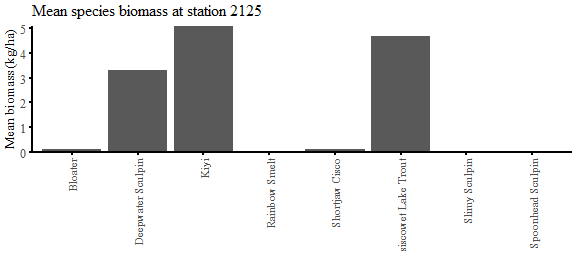 Mean species biomass at station 2125
Mean biomass (kg/ha)
5
4
3
2
1
0
Bloater
Deepwater Sculpin
Kiyi
Rainbow Smelt
Shortjaw Cisco
siscowet Lake Trout
Slimy Sculpin
Spoonhead Sculpin